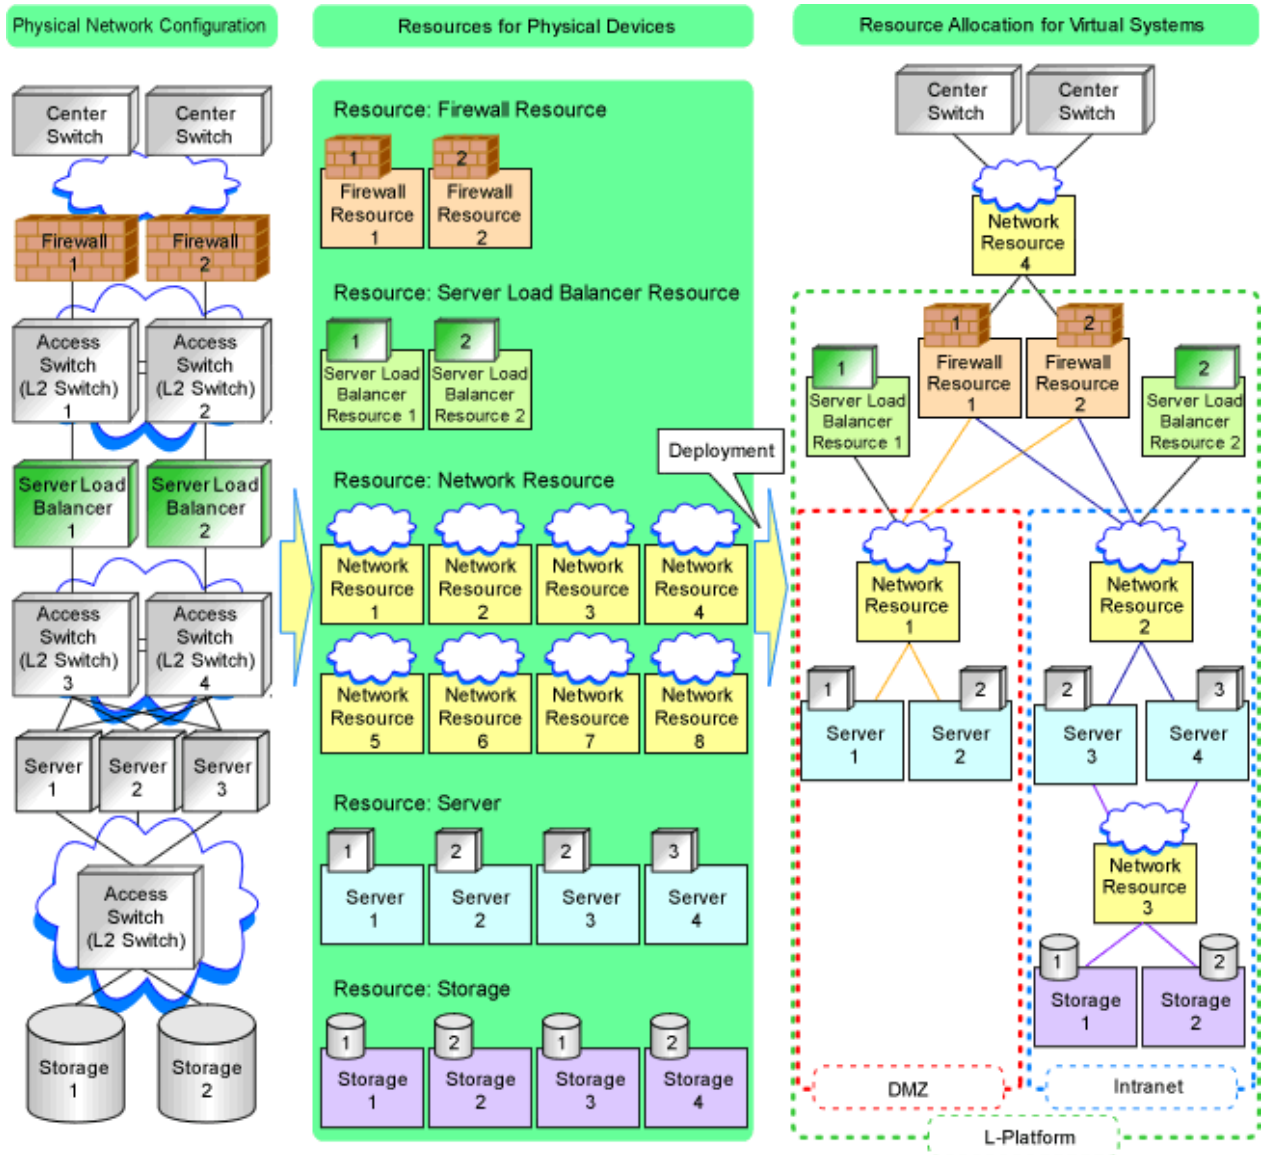 Physical Network Configuration
Center
Switch
Center
Switch
Firewall
1
Firewall
2
Access
Switch
(L2 Switch)
1
Access
Switch
(L2 Switch)
2
Server Load
Balancer
1
Server Load
Balancer
2
Access
Switch
(L2 Switch)
3
Access
Switch
(L2 Switch)
4
Server
1
Server
2
Server
3
Access
Switch
(L2 Switch)
Storage
1
Storage
2
Resources for Physical Devices
Resource: Firewall Resource
1
Firewall
Resource
1
2
Firewall
Resource
2
Resource: Server Load Balancer Resource
1
Server Load
Balancer
Resource 1
2
Server Load
Balancer
Resource 2
Resource: Network Resource
Network
Resource
1
Network
Resource
2
Network
Resource
3
Network
Resource
4
Network
Resource
5
Network
Resource
6
Network
Resource
7
Network
Resource
8
Resource: Server
1
Server
1
2
Server
2
2
Server
3
3
Server
4
Resource: Storage
1
Storage
1
2
Storage
2
1
Storage
3
2
Storage
4
Deployment
Resource Allocation for Virtual Systems
Center
Switch
Center
Switch
Network
Resource
4
1
Firewall
Resource
1
2
Firewall
Resource
2
1
Server Load
Balancer
Resource 1
2
Server Load
Balancer
Resource 2
Network
Resource
1
Network
Resource
2
1
Server
1
2
Server
2
2
Server
3
3
Server
4
Network
Resource
3
1
Storage
1
2
Storage
2
DMZ
Intranet
L-Platform